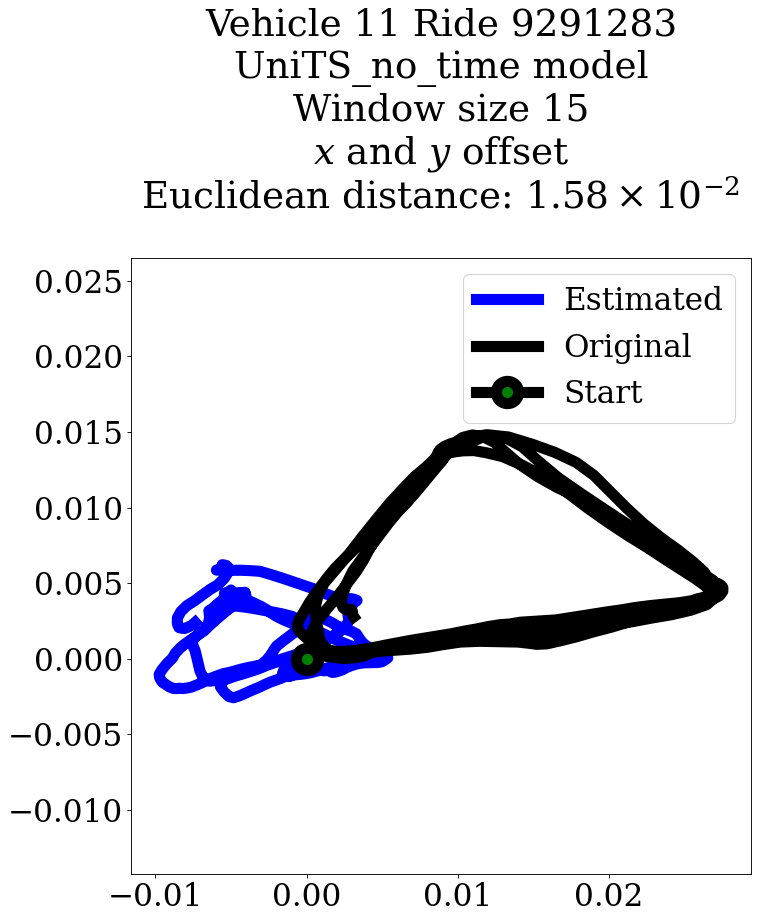 Vehicle 11 Ride 9291283
UniTS_no_time model
Window size 15
x and y offset
Euclidean distance: 1.58 × 10⁻²
Estimated
Original
Start
0.025
0.020
0.015
0.010
0.005
0.000
−0.005
−0.010
−0.01 0.00 0.01 0.02